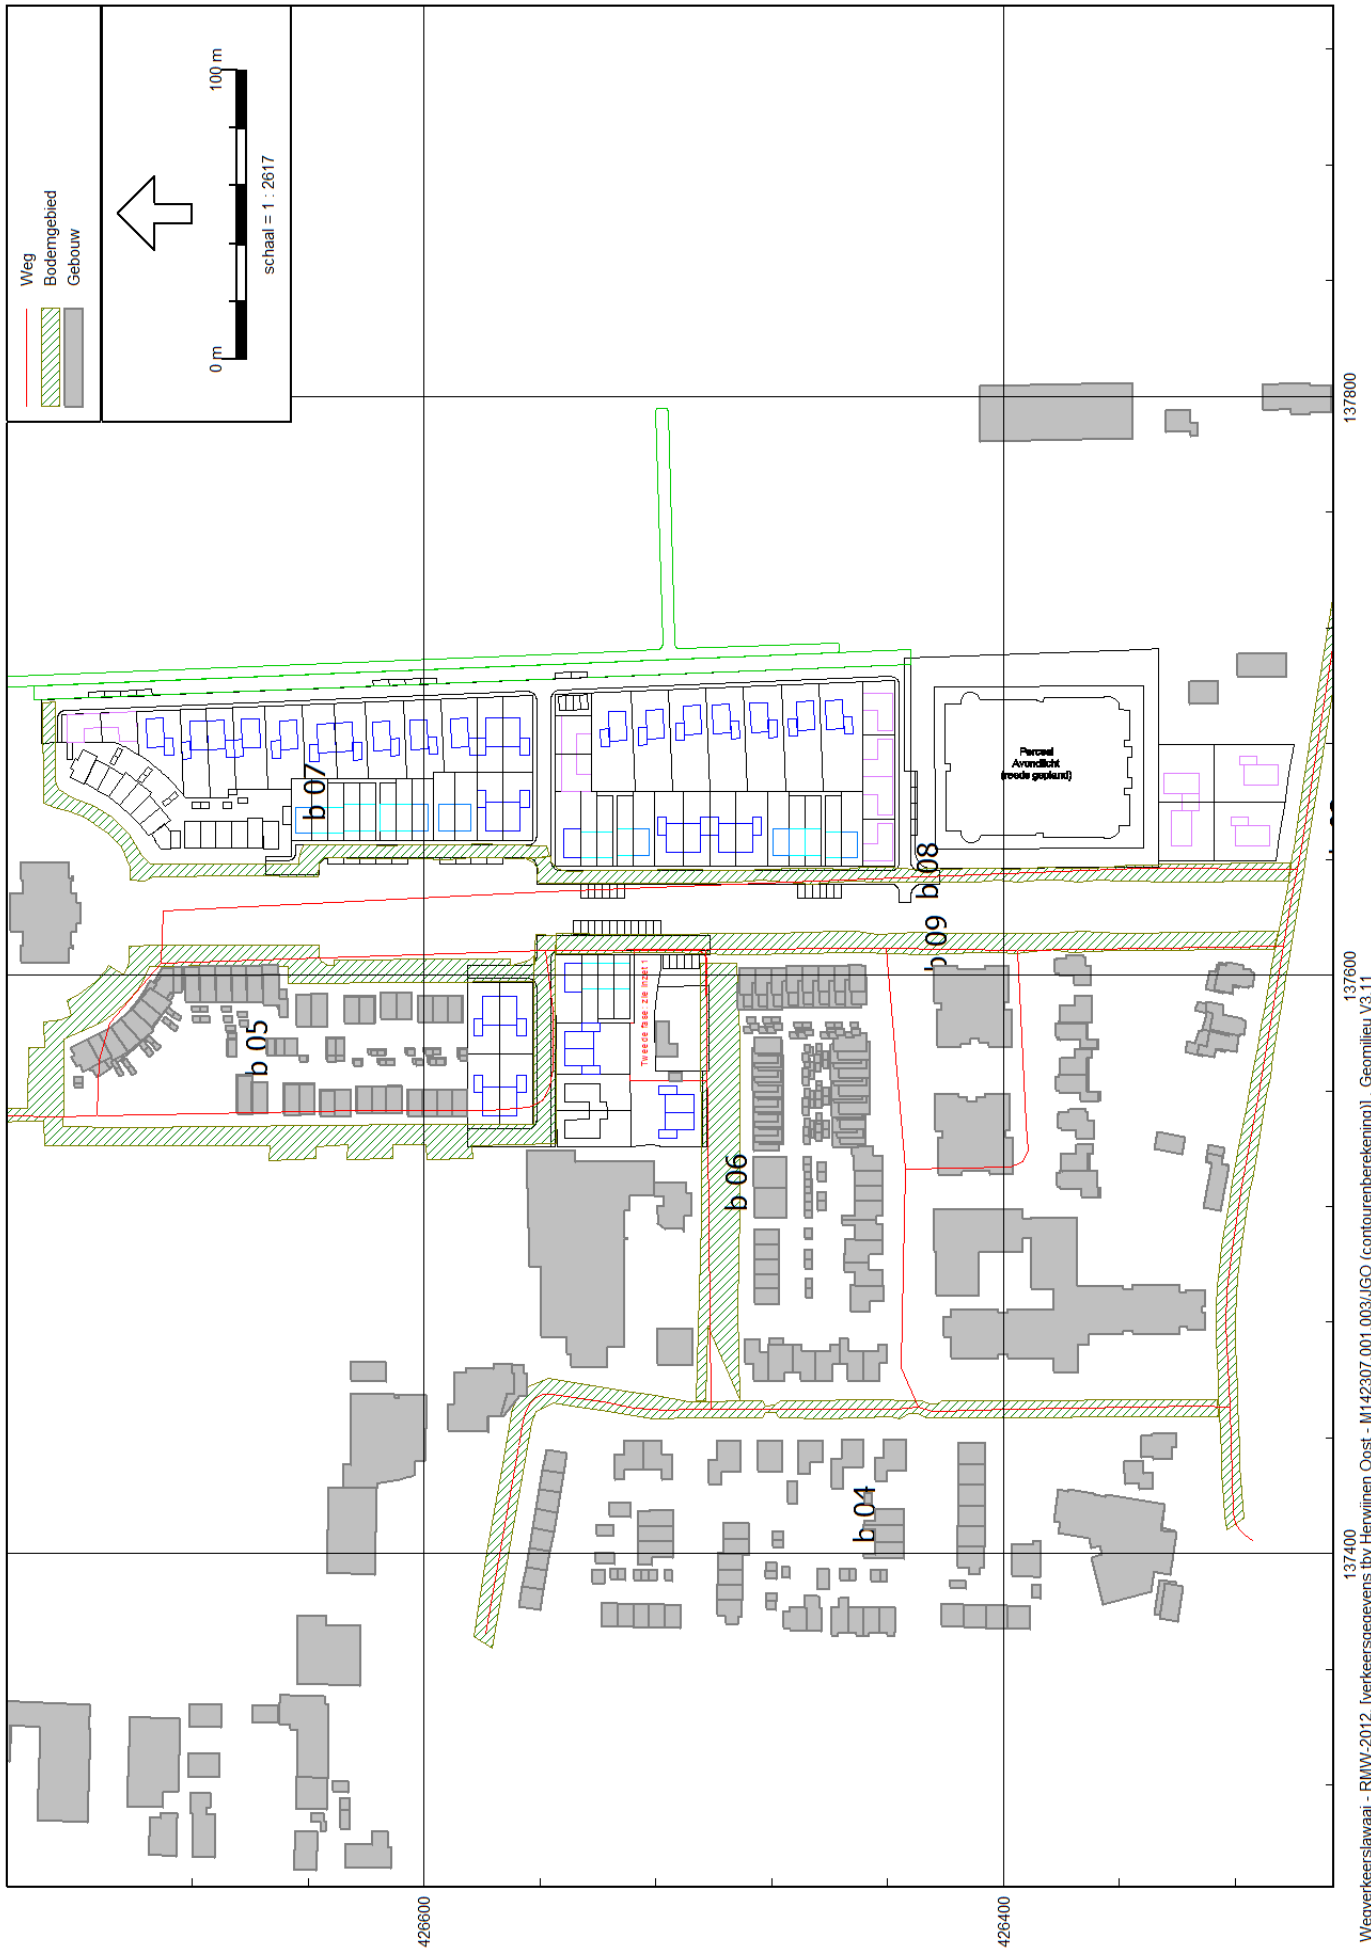 Weg
Bodemgebied
Gebouw
0 m
100 m
schaal = 1 : 2617
b 07
b 05
Tweede fase, zie inzet 1
b 06
b 08
b 09
b 04
Perceel
Avondlicht
(reeds gepland)
426600
426400
137400
137600
137800
Wegverkeerslawaai - RMW-2012, [verkeersgegevens tbv Herwijnen Oost - M142307.001.003/JGO (contourenberekening)], Geomilieu V3.11